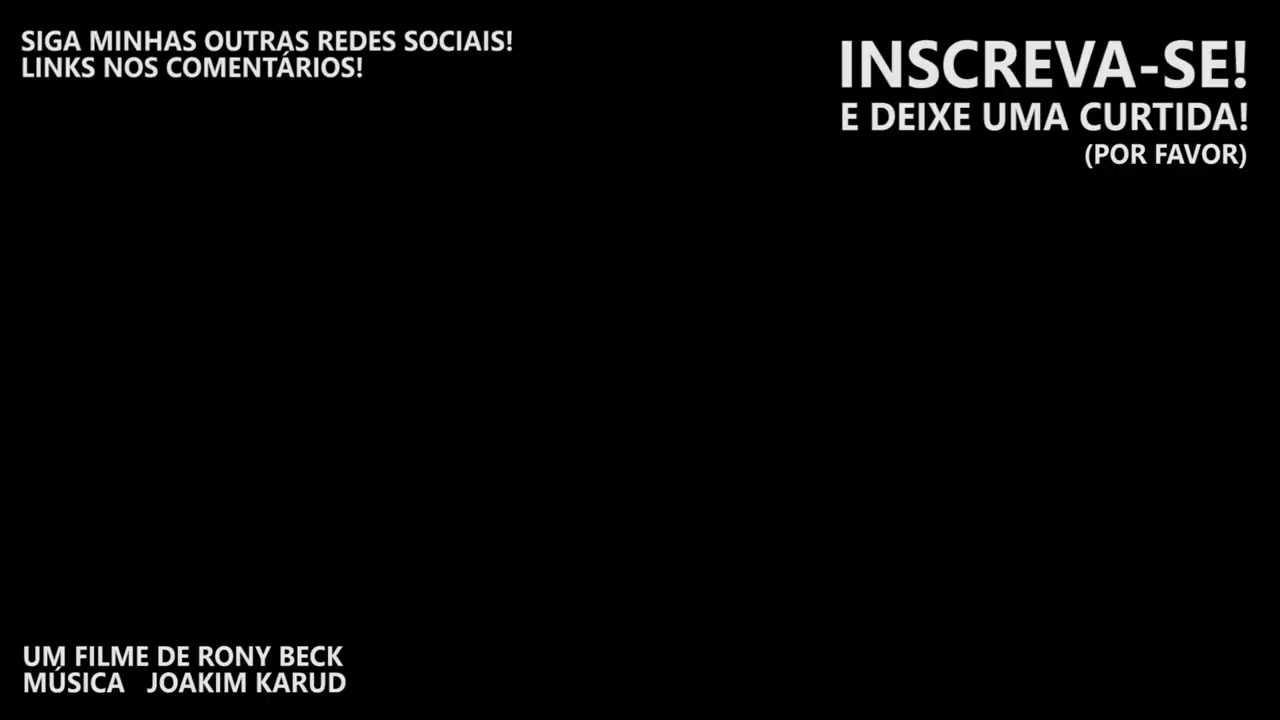 SIGA MINHAS OUTRAS REDES SOCIAIS!
LINKS NOS COMENTÁRIOS!
INSCREVA-SE!
E DEIXE UMA CURTIDA!
(POR FAVOR)
UM FILME DE RONY BECK
MÚSICA JOAKIM KARUD